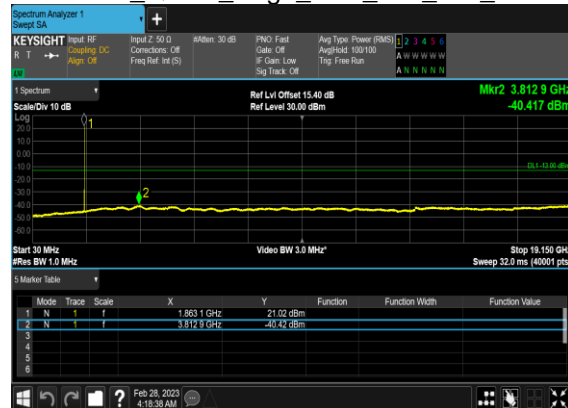 Spectrum Analyzer 1
Swept SA
KEYSIGHT Input: RF Input Z: 50 Ω #Atten: 30 dB PNO: Fast Avg Type: Power (RMS) 1 2 3 4 5 6
R T Coupling: DC Corrections: Off Gate: Off Avg|Hold: 100/100 A W W W W W
Align: Off Freq Ref: Int (S) IF Gain: Low Trig: Free Run
LW Sig Track: Off A N N N N N
1 Spectrum Ref Lvl Offset 15.40 dB Mkr2 3.812 9 GHz
Scale/Div 10 dB Ref Level 30.00 dBm -40.417 dBm
Log
20.0
10.0
0.00
-10.0
DL1 -13.00 dBm
-20.0
-30.0
-40.0
-50.0
-60.0
1
2
Start 30 MHz Video BW 3.0 MHz* Stop 19.150 GHz
#Res BW 1.0 MHz Sweep 32.0 ms (40001 pts)
5 Marker Table
Mode Trace Scale X Y Function Function Width Function Value
1 N 1 f 1.863 1 GHz 21.02 dBm
2 N 1 f 3.812 9 GHz -40.42 dBm
3
4
5
6
? Feb 28, 2023
4:18:38 AM